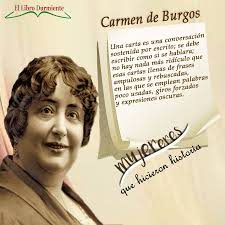 El Libro Durmiente
Carmen de Burgos
Una carta es una conversación
sostenida por escrito; se debe
escribir como si se hablara;
no hay nada más ridículo que
esas cartas llenas de frases
ampulosas y rebuscadas,
en las que se emplean palabras
poco usadas, giros forzados
y expresiones oscuras.
mujeres
que hicieron historia